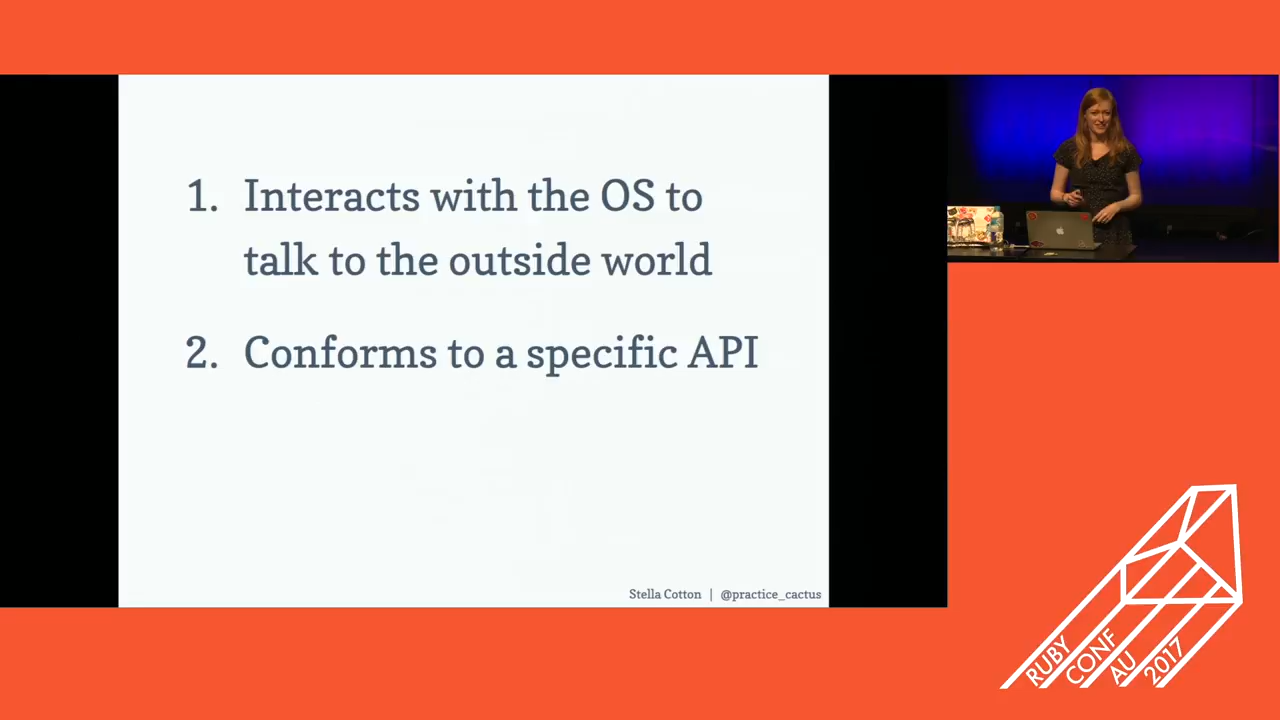 1. Interacts with the OS to
talk to the outside world
2. Conforms to a specific API
Stella Cotton | @practice_cactus
RUBY
CONF
AU
2017